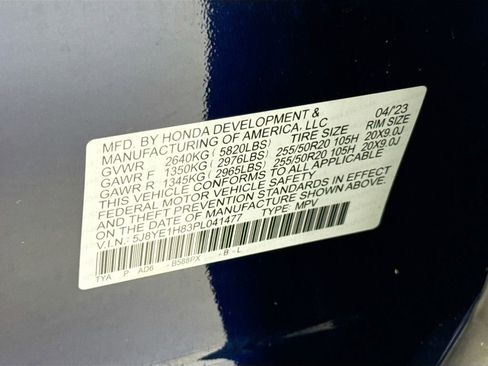 MFD. BY HONDA DEVELOPMENT & 04/23
MANUFACTURING OF AMERICA, LLC
TIRE SIZE RIM SIZE
GVWR 2640KG (5820LBS)
GAWR F 1350KG (2976LBS) 255/50R20 105H 20X9.0J
GAWR R 1345KG (2965LBS) 255/50R20 105H 20X9.0J
THIS VEHICLE CONFORMS TO ALL APPLICABLE
FEDERAL MOTOR VEHICLE SAFETY AND
THEFT PREVENTION STANDARDS IN EFFECT ON
THE DATE OF MANUFACTURE SHOWN ABOVE.
V.I.N.: 5J8YE1H83PL041477 TYPE: MPV
TYA P AD6 -B588PX -B -L